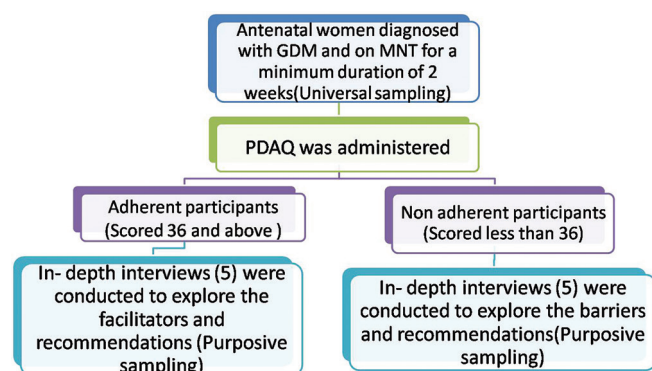 Antenatal women diagnosed
with GDM and on MNT for a
minimum duration of 2
weeks(Universal sampling)
PDAQ was administered
Adherent participants
(Scored 36 and above )
Non adherent participants
(Scored less than 36)
In- depth interviews (5) were
conducted to explore the
facilitators and
recommendations (Purposive
sampling)
In- depth interviews (5) were
conducted to explore the barriers
and recommendations(Purposive
sampling)